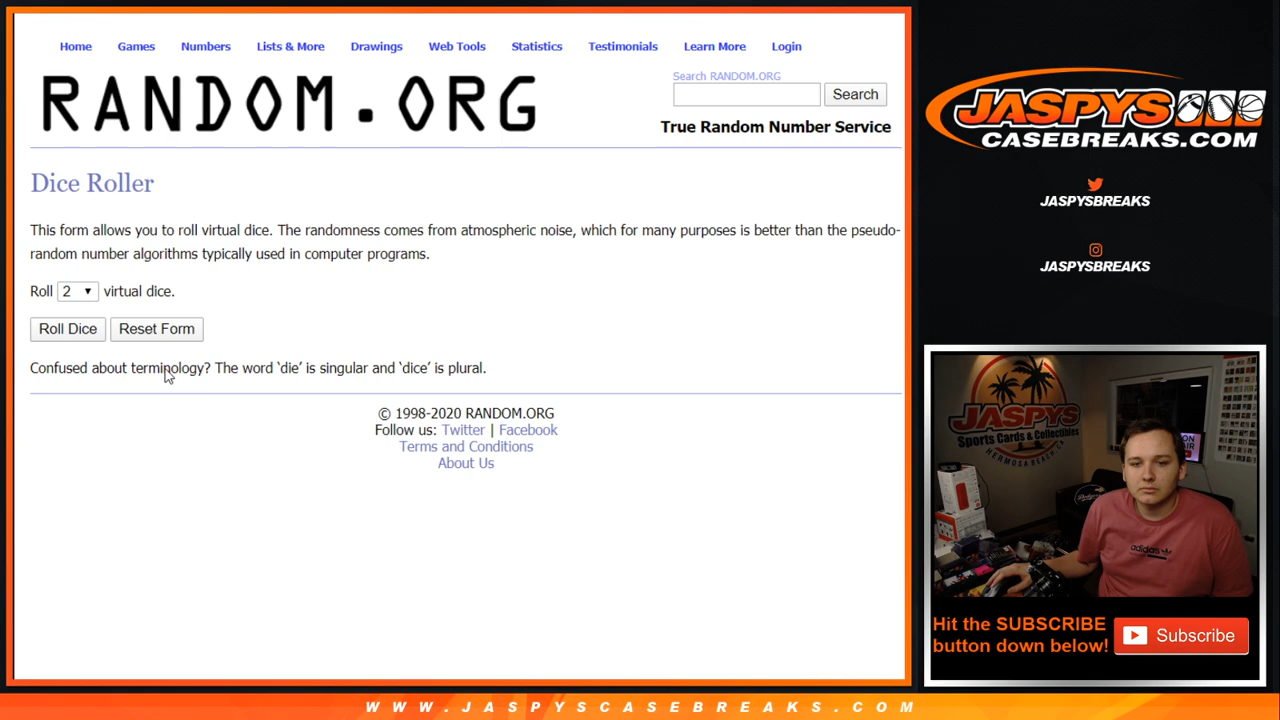 Home Games Numbers Lists & More Drawings Web Tools Statistics Testimonials Learn More Login
RANDOM.ORG
Search RANDOM.ORG
Search
True Random Number Service
Dice Roller
This form allows you to roll virtual dice. The randomness comes from atmospheric noise, which for many purposes is better than the pseudo-
random number algorithms typically used in computer programs.
Roll 2 virtual dice.
Roll Dice Reset Form
Confused about terminology? The word ‘die’ is singular and ‘dice’ is plural.
© 1998-2020 RANDOM.ORG
Follow us: Twitter | Facebook
Terms and Conditions
About Us
JASPYS
CASEBREAKS.COM
JASPYSBREAKS
JASPYSBREAKS
JASPYS
Sports Cards & Collectibles
HERMOSA BEACH, CA
ON
AIR
Dodgers
adidas
Hit the SUBSCRIBE
button down below!
Subscribe
WWW.JASPYSCASEBREAKS.COM